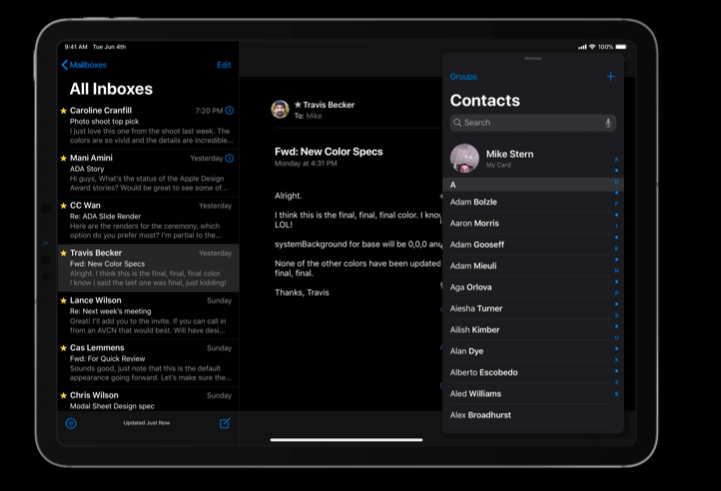 9:41 AM Tue Jun 4th
100%
Mailboxes
Edit
All Inboxes
Caroline Cranfill 7:20 PM
Photo shoot top pick
I just love this one from the shoot last week. The
colors are so vivid and the details are incredible...
Mani Amini Yesterday
ADA Story
Hi guys, What's the status of the Apple Design
Award stories? Would be great to see some of...
CC Wan Yesterday
Re: ADA Slide Render
Here are the renders for the ceremony, which
option do you prefer most? I'm partial to the...
Travis Becker Yesterday
Fwd: New Color Specs
Alright. I think this is the final, final, final color.
I know I said the last one was final, just kidding!
Lance Wilson Sunday
Re: Next week's meeting
Great! I'll add you to the invite. If you can call in
from an AVCN that would best. Will have desi...
Cas Lemmens Sunday
Fwd: For Quick Review
Sounds good, just note that this is the default
appearance going forward. Let's make sure the...
Chris Wilson Sunday
Modal Sheet Design spec
Updated Just Now
Travis Becker
To: Mike
Fwd: New Color Specs
Monday at 4:31 PM
Alright.
I think this is the final, final, final color. I know
LOL!
systemBackground for base will be 0,0,0 and
None of the other colors have been updated
final, final.
Thanks, Travis
Groups
Contacts
Search
Mike Stern
My Card
A
Adam Bolzle
Aaron Morris
Adam Gooseff
Adam Mieuli
Aga Orlova
Aiesha Turner
Ailish Kimber
Alan Dye
Alberto Escobedo
Aled Williams
Alex Broadhurst